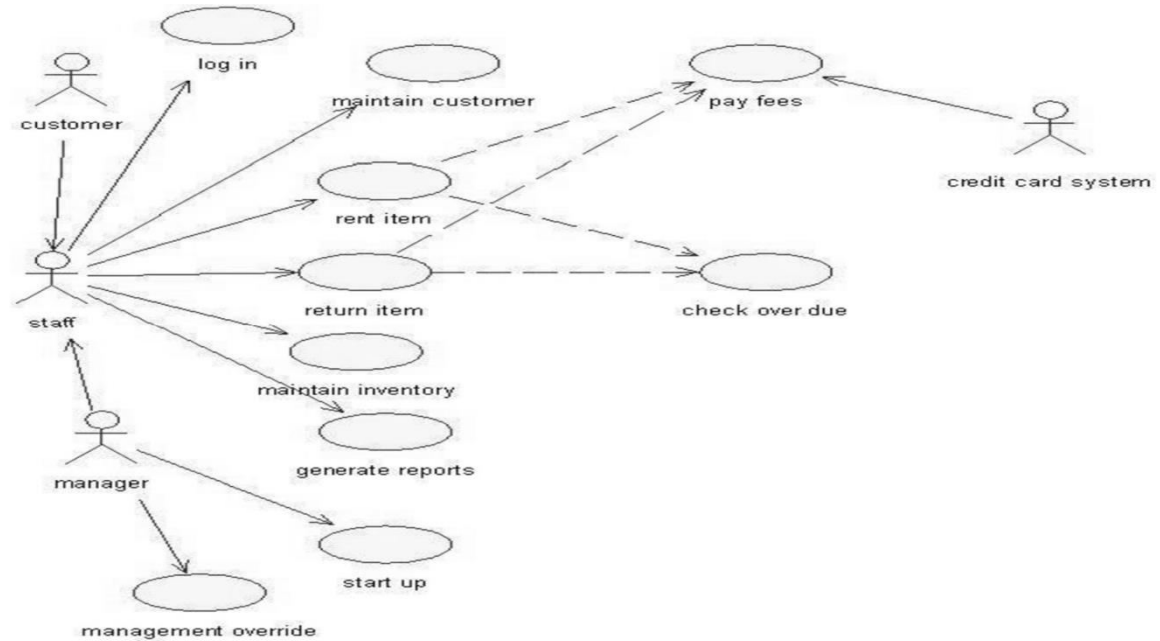 log in
maintain customer
pay fees
customer
credit card system
rent item
return item
check over due
staff
maintain inventory
generate reports
manager
start up
management override